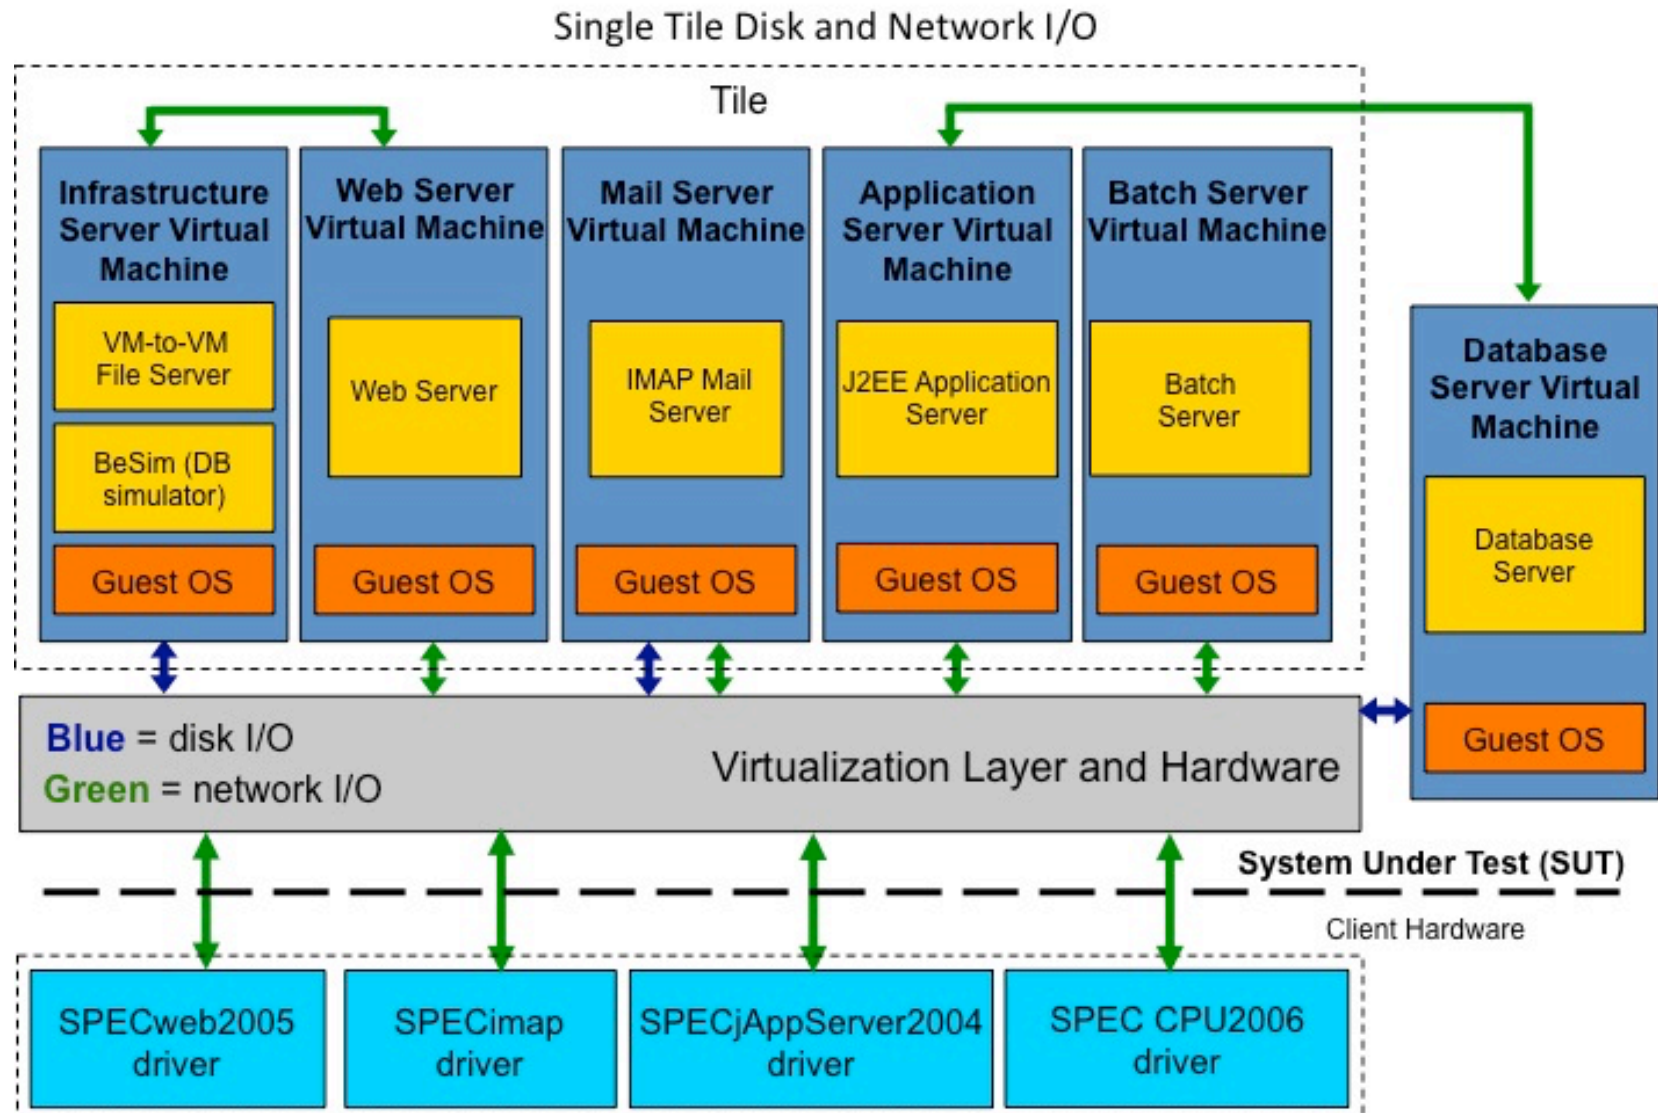 Single Tile Disk and Network I/O
Tile
Infrastructure
Server Virtual
Machine
VM-to-VM
File Server
BeSim (DB
simulator)
Guest OS
Web Server
Virtual Machine
Web Server
Guest OS
Mail Server
Virtual Machine
IMAP Mail
Server
Guest OS
Application
Server Virtual
Machine
J2EE Application
Server
Guest OS
Batch Server
Virtual Machine
Batch
Server
Guest OS
Database
Server Virtual
Machine
Database
Server
Guest OS
Blue = disk I/O
Green = network I/O
Virtualization Layer and Hardware
System Under Test (SUT)
Client Hardware
SPECweb2005
driver
SPECimap
driver
SPECjAppServer2004
driver
SPEC CPU2006
driver